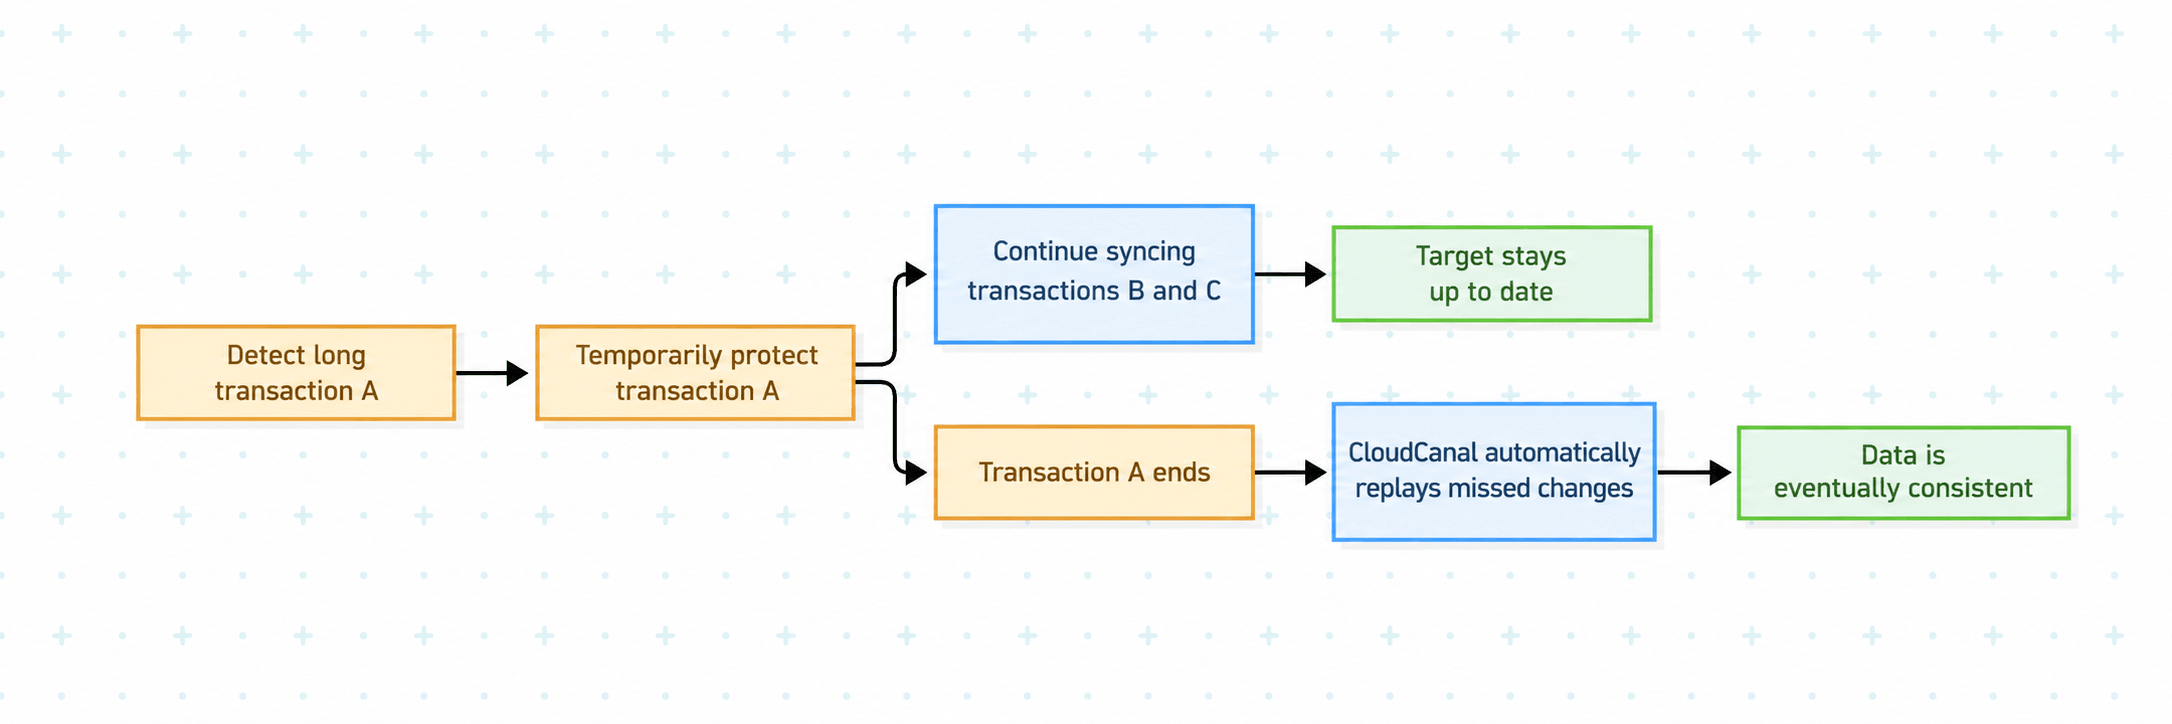 Detect long
transaction A
Temporarily protect
transaction A
Continue syncing
transactions B and C
Target stays
up to date
Transaction A ends
CloudCanal automatically
replays missed changes
Data is
eventually consistent